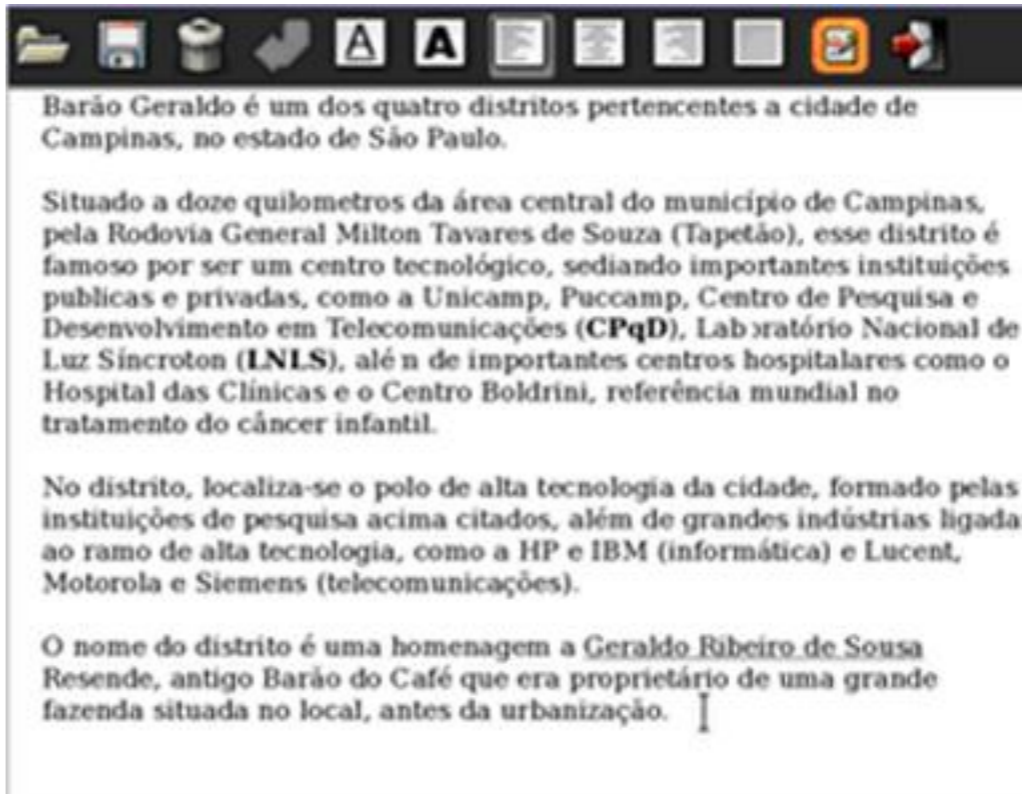 Barão Geraldo é um dos quatro distritos pertencentes a cidade de
Campinas, no estado de São Paulo.
Situado a doze quilometros da área central do município de Campinas,
pela Rodovia General Milton Tavares de Souza (Tapetão), esse distrito é
famoso por ser um centro tecnológico, sediando importantes instituições
publicas e privadas, como a Unicamp, Puccamp, Centro de Pesquisa e
Desenvolvimento em Telecomunicações (CPqD), Laboratório Nacional de
Luz Síncroton (LNLS), além de importantes centros hospitalares como o
Hospital das Clínicas e o Centro Boldrini, referência mundial no
tratamento do câncer infantil.
No distrito, localiza-se o polo de alta tecnologia da cidade, formado pelas
instituições de pesquisa acima citados, além de grandes indústrias ligada
ao ramo de alta tecnologia, como a HP e IBM (informática) e Lucent,
Motorola e Siemens (telecomunicações).
O nome do distrito é uma homenagem a Geraldo Ribeiro de Sousa
Resende, antigo Barão do Café que era proprietário de uma grande
fazenda situada no local, antes da urbanização.